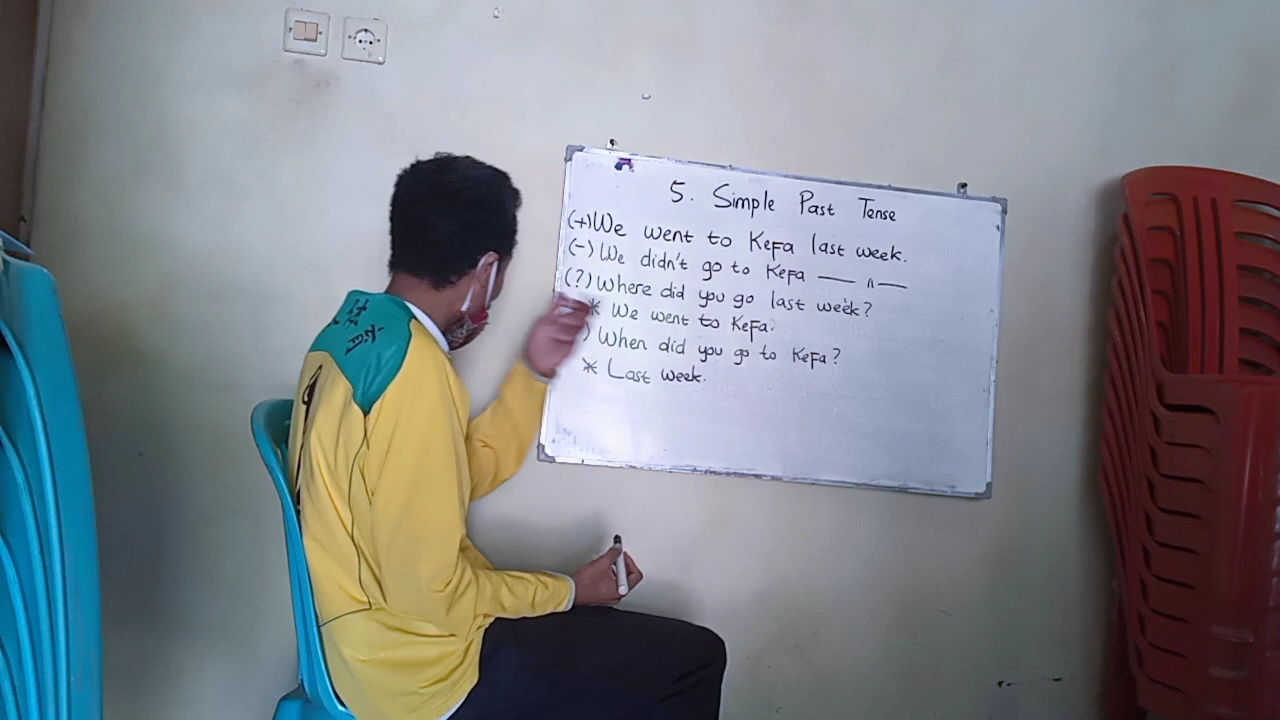 5. Simple Past Tense
(+) We went to Kefa last week.
(-) We didn't go to Kefa — " —
(?) Where did you go last week?
* We went to Kefa.
) When did you go to Kefa?
* Last week.